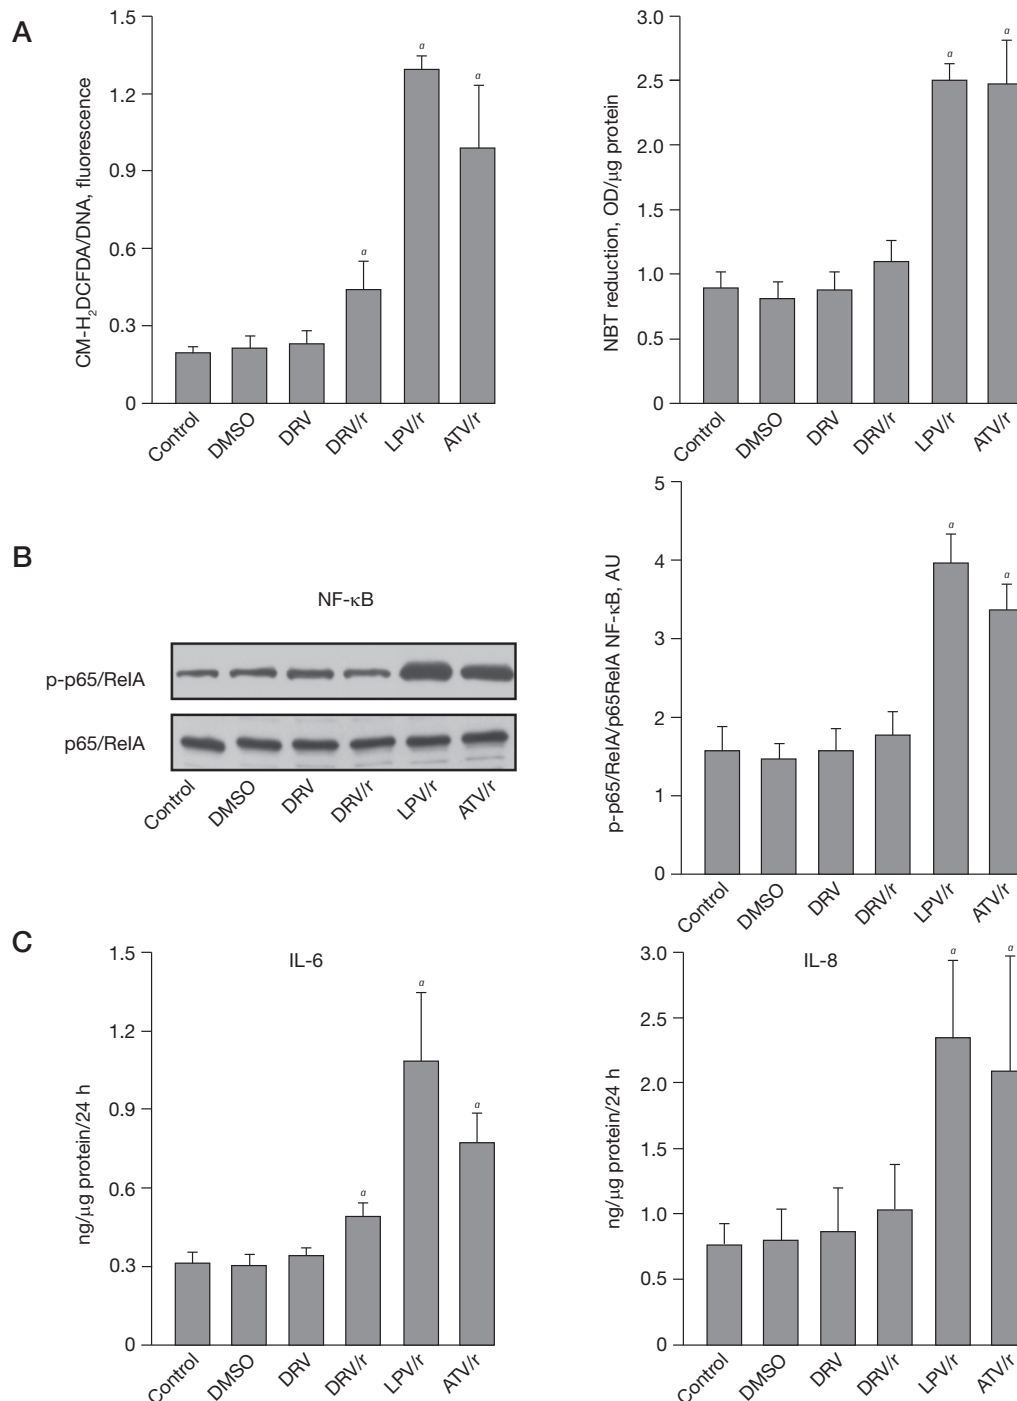 A
CM-H₂DCFDA/DNA, fluorescence
1.5
1.2
0.9
0.6
0.3
0
a
a
a
Control
DMSO
DRV
DRV/r
LPV/r
ATV/r
NBT reduction, OD/μg protein
3.0
2.5
2.0
1.5
1.0
0.5
0
a
a
Control
DMSO
DRV
DRV/r
LPV/r
ATV/r
B
NF-κB
p-p65/RelA
p65/RelA
Control
DMSO
DRV
DRV/r
LPV/r
ATV/r
p-p65/RelA/p65RelA NF-κB, AU
5
4
3
2
1
0
a
a
Control
DMSO
DRV
DRV/r
LPV/r
ATV/r
C
IL-6
ng/μg protein/24 h
1.5
1.2
0.9
0.6
0.3
0
a
a
a
Control
DMSO
DRV
DRV/r
LPV/r
ATV/r
IL-8
ng/μg protein/24 h
3.0
2.5
2.0
1.5
1.0
0.5
0
a
a
Control
DMSO
DRV
DRV/r
LPV/r
ATV/r